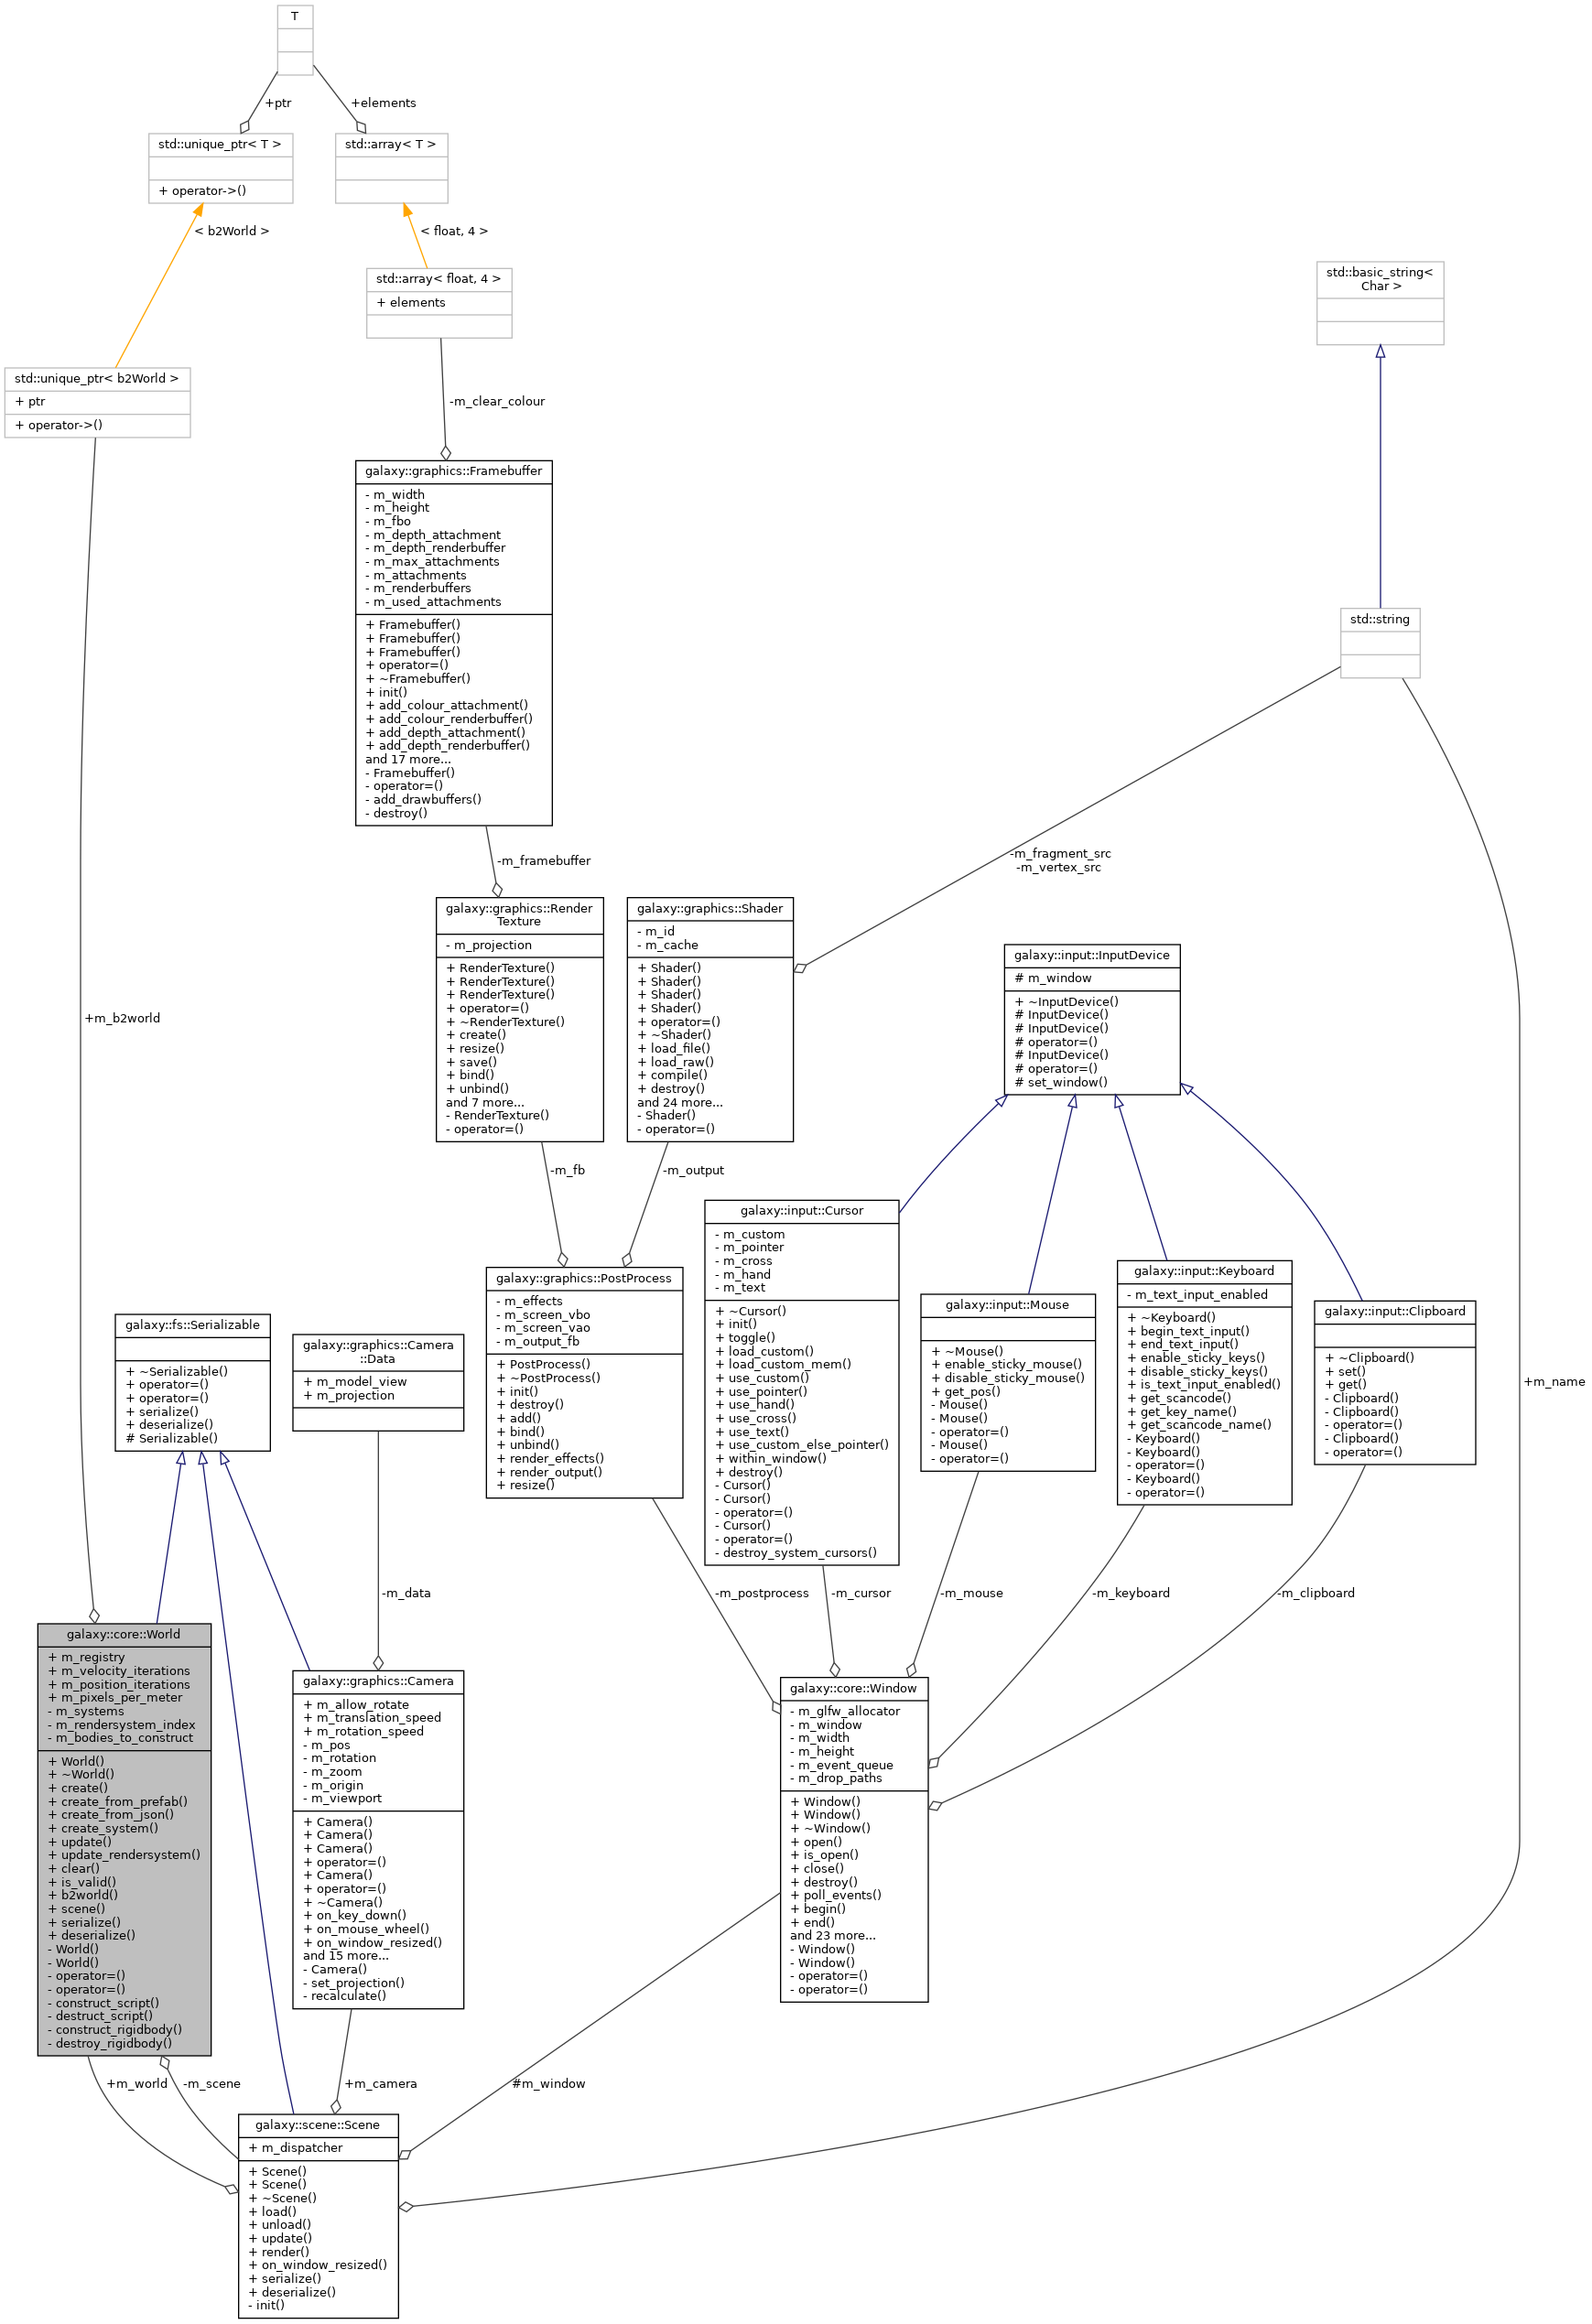 T
+ptr
+elements
std::unique_ptr< T >
+ operator->()
std::array< T >
< b2World >
< float, 4 >
std::array< float, 4 >
+ elements
std::basic_string<
Char >
std::unique_ptr< b2World >
+ ptr
+ operator->()
-m_clear_colour
galaxy::graphics::Framebuffer
- m_width
- m_height
- m_fbo
- m_depth_attachment
- m_depth_renderbuffer
- m_max_attachments
- m_attachments
- m_renderbuffers
- m_used_attachments
+ Framebuffer()
+ Framebuffer()
+ Framebuffer()
+ operator=()
+ ~Framebuffer()
+ init()
+ add_colour_attachment()
+ add_colour_renderbuffer()
+ add_depth_attachment()
+ add_depth_renderbuffer()
and 17 more...
- Framebuffer()
- operator=()
- add_drawbuffers()
- destroy()
std::string
-m_framebuffer
-m_fragment_src
-m_vertex_src
galaxy::graphics::Render
Texture
- m_projection
+ RenderTexture()
+ RenderTexture()
+ RenderTexture()
+ operator=()
+ ~RenderTexture()
+ create()
+ resize()
+ save()
+ bind()
+ unbind()
and 7 more...
- RenderTexture()
- operator=()
galaxy::graphics::Shader
- m_id
- m_cache
+ Shader()
+ Shader()
+ Shader()
+ Shader()
+ operator=()
+ ~Shader()
+ load_file()
+ load_raw()
+ compile()
+ destroy()
and 24 more...
- Shader()
- operator=()
galaxy::input::InputDevice
# m_window
+ ~InputDevice()
# InputDevice()
# InputDevice()
# operator=()
# InputDevice()
# operator=()
# set_window()
+m_b2world
-m_fb
-m_output
galaxy::input::Cursor
- m_custom
- m_pointer
- m_cross
- m_hand
- m_text
+ ~Cursor()
+ init()
+ toggle()
+ load_custom()
+ load_custom_mem()
+ use_custom()
+ use_pointer()
+ use_hand()
+ use_cross()
+ use_text()
+ use_custom_else_pointer()
+ within_window()
+ destroy()
- Cursor()
- Cursor()
- operator=()
- Cursor()
- operator=()
- destroy_system_cursors()
galaxy::graphics::PostProcess
- m_effects
- m_screen_vbo
- m_screen_vao
- m_output_fb
+ PostProcess()
+ ~PostProcess()
+ init()
+ destroy()
+ add()
+ bind()
+ unbind()
+ render_effects()
+ render_output()
+ resize()
galaxy::input::Mouse
+ ~Mouse()
+ enable_sticky_mouse()
+ disable_sticky_mouse()
+ get_pos()
- Mouse()
- Mouse()
- operator=()
- Mouse()
- operator=()
galaxy::input::Keyboard
- m_text_input_enabled
+ ~Keyboard()
+ begin_text_input()
+ end_text_input()
+ enable_sticky_keys()
+ disable_sticky_keys()
+ is_text_input_enabled()
+ get_scancode()
+ get_key_name()
+ get_scancode_name()
- Keyboard()
- Keyboard()
- operator=()
- Keyboard()
- operator=()
galaxy::input::Clipboard
+ ~Clipboard()
+ set()
+ get()
- Clipboard()
- Clipboard()
- operator=()
- Clipboard()
- operator=()
+m_name
galaxy::fs::Serializable
+ ~Serializable()
+ operator=()
+ operator=()
+ serialize()
+ deserialize()
# Serializable()
galaxy::graphics::Camera
::Data
+ m_model_view
+ m_projection
-m_data
-m_postprocess
-m_cursor
-m_mouse
-m_keyboard
-m_clipboard
galaxy::core::World
+ m_registry
+ m_velocity_iterations
+ m_position_iterations
+ m_pixels_per_meter
- m_systems
- m_rendersystem_index
- m_bodies_to_construct
+ World()
+ ~World()
+ create()
+ create_from_prefab()
+ create_from_json()
+ create_system()
+ update()
+ update_rendersystem()
+ clear()
+ is_valid()
+ b2world()
+ scene()
+ serialize()
+ deserialize()
- World()
- World()
- operator=()
- operator=()
- construct_script()
- destruct_script()
- construct_rigidbody()
- destroy_rigidbody()
galaxy::graphics::Camera
+ m_allow_rotate
+ m_translation_speed
+ m_rotation_speed
- m_pos
- m_rotation
- m_zoom
- m_origin
- m_viewport
+ Camera()
+ Camera()
+ Camera()
+ operator=()
+ Camera()
+ operator=()
+ ~Camera()
+ on_key_down()
+ on_mouse_wheel()
+ on_window_resized()
and 15 more...
- Camera()
- set_projection()
- recalculate()
galaxy::core::Window
- m_glfw_allocator
- m_window
- m_width
- m_height
- m_event_queue
- m_drop_paths
+ Window()
+ Window()
+ ~Window()
+ open()
+ is_open()
+ close()
+ destroy()
+ poll_events()
+ begin()
+ end()
and 23 more...
- Window()
- Window()
- operator=()
- operator=()
+m_world
-m_scene
+m_camera
#m_window
galaxy::scene::Scene
+ m_dispatcher
+ Scene()
+ Scene()
+ ~Scene()
+ load()
+ unload()
+ update()
+ render()
+ on_window_resized()
+ serialize()
+ deserialize()
- init()